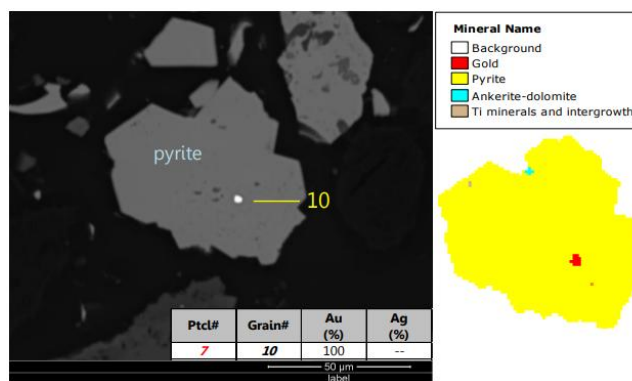 pyrite
10
Ptcl# Grain# Au (%) Ag (%)
7 10 100 --
50 µm
label
Mineral Name
Background
Gold
Pyrite
Ankerite-dolomite
Ti minerals and intergrowth